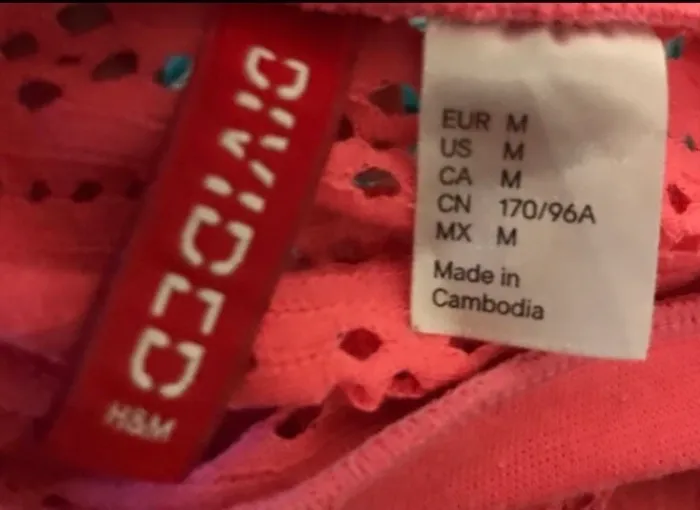 DIVIDED
H&M
EUR M
US M
CA M
CN 170/96A
MX M
Made in
Cambodia